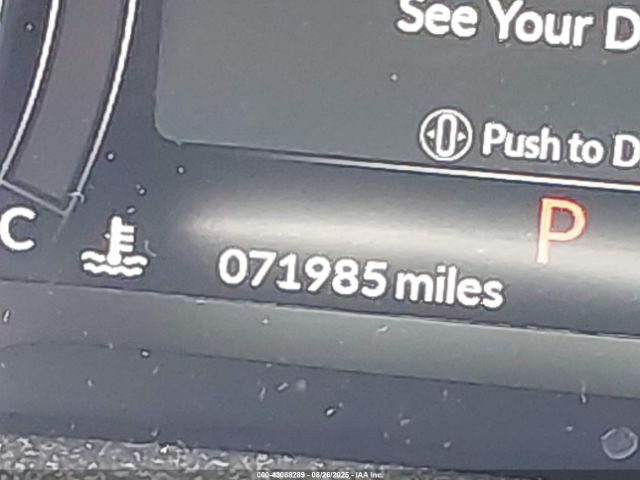 See Your D
Push to D
P
C
071985 miles
000-43088289 - 08/26/2025 - IAA Inc.